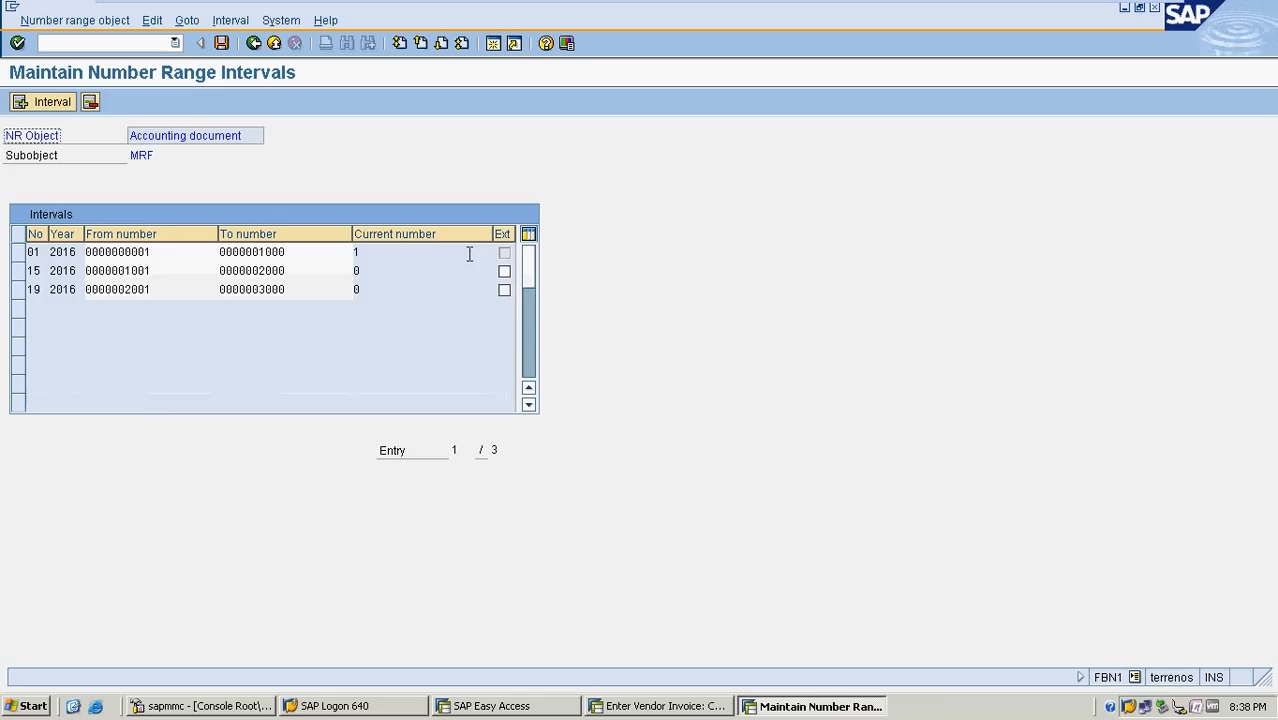 Number range object Edit Goto Interval System Help
SAP
Maintain Number Range Intervals
Interval
NR Object Accounting document
Subobject MRF
Intervals
No Year From number To number Current number Ext
01 2016 0000000001 0000001000 1
15 2016 0000001001 0000002000 0
19 2016 0000002001 0000003000 0
Entry 1 / 3
FBN1 terrenos INS
Start sapmmc - [Console Root\... SAP Logon 640 SAP Easy Access Enter Vendor Invoice: C... Maintain Number Ran... 8:38 PM